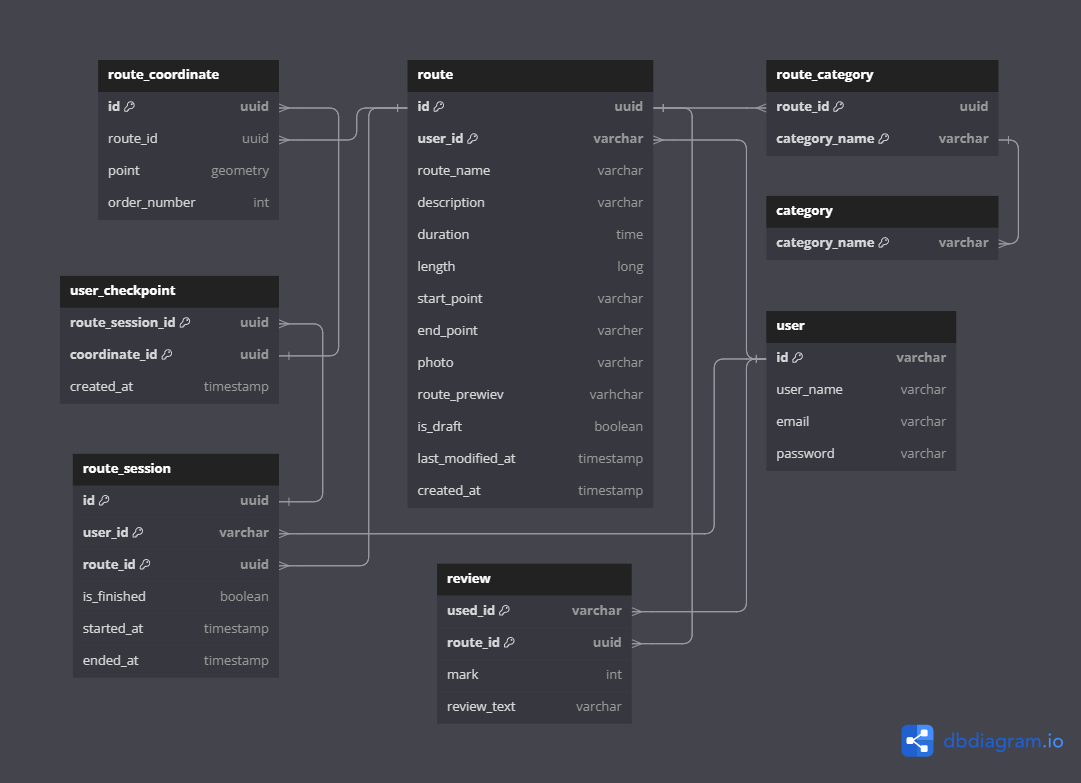 route_coordinate
id uuid
route_id uuid
point geometry
order_number int
route
id uuid
user_id varchar
route_name varchar
description varchar
duration time
length long
start_point varchar
end_point varcher
photo varchar
route_prewiev varhchar
is_draft boolean
last_modified_at timestamp
created_at timestamp
route_category
route_id uuid
category_name varchar
category
category_name varchar
user_checkpoint
route_session_id uuid
coordinate_id uuid
created_at timestamp
user
id varchar
user_name varchar
email varchar
password varchar
route_session
id uuid
user_id varchar
route_id uuid
is_finished boolean
started_at timestamp
ended_at timestamp
review
used_id varchar
route_id uuid
mark int
review_text varchar
dbdiagram.io